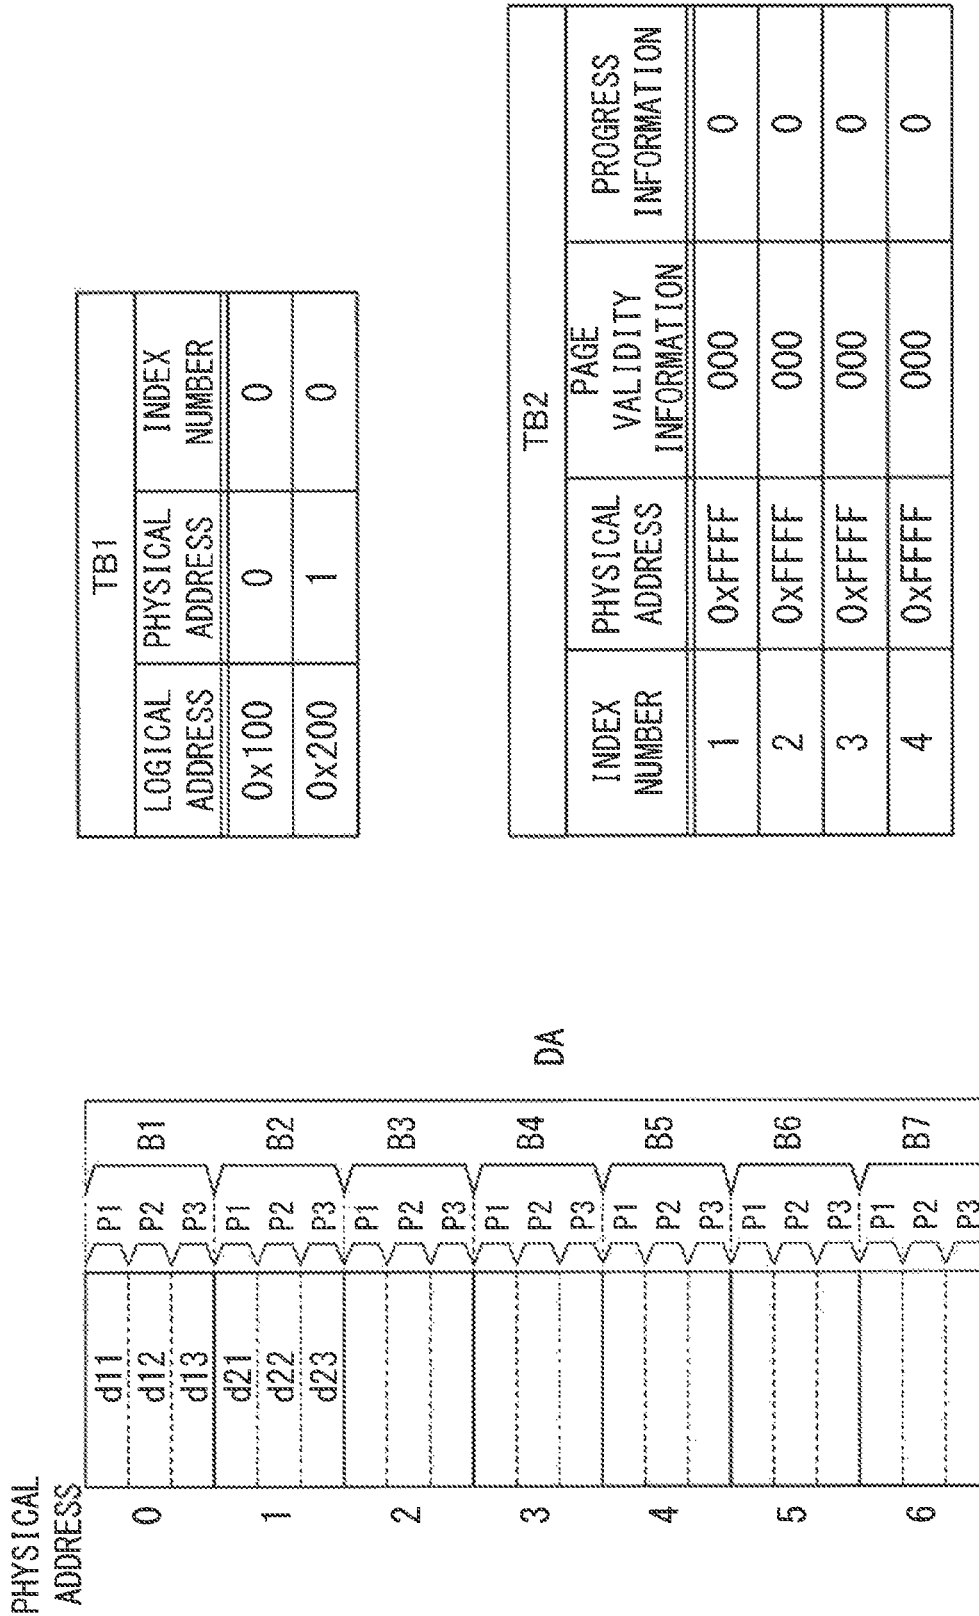 PHYSICAL
ADDRESS
0
d11
P1
d12
P2
d13
P3
B1
1
d21
P1
d22
P2
d23
P3
B2
2
P1
P2
P3
B3
3
P1
P2
P3
B4
4
P1
P2
P3
B5
5
P1
P2
P3
B6
6
P1
P2
P3
B7
DA
TB1
LOGICAL
ADDRESS
PHYSICAL
ADDRESS
INDEX
NUMBER
0x100
0
0
0x200
1
0
TB2
INDEX
NUMBER
PHYSICAL
ADDRESS
PAGE
VALIDITY
INFORMATION
PROGRESS
INFORMATION
1
0xFFFF
000
0
2
0xFFFF
000
0
3
0xFFFF
000
0
4
0xFFFF
000
0